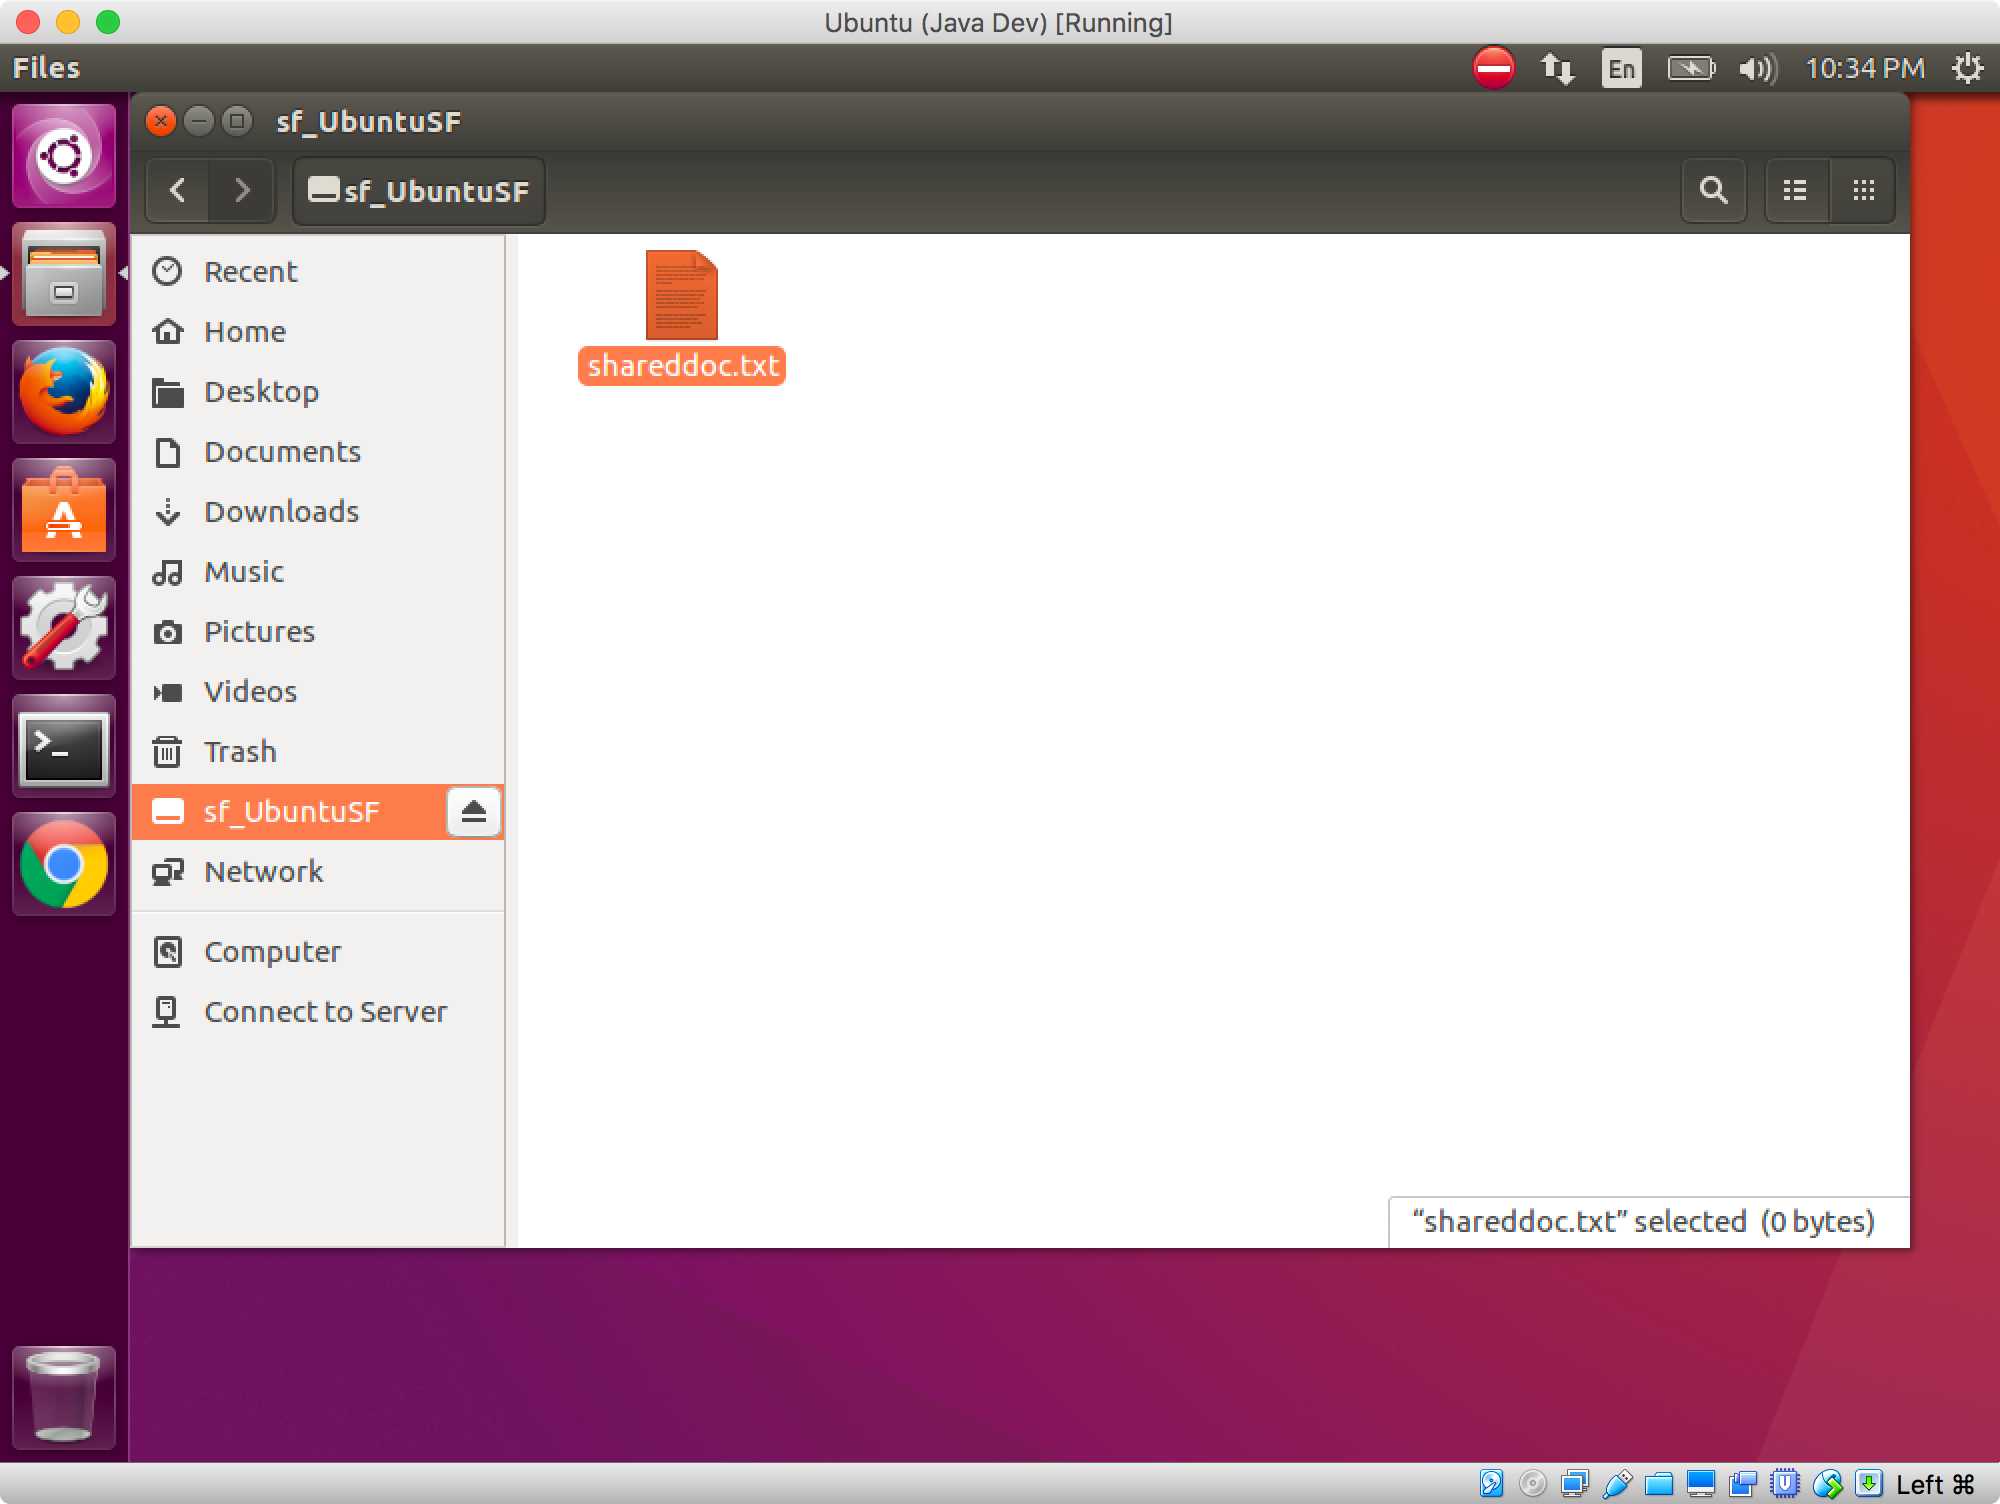 Ubuntu (Java Dev) [Running]
Files
En
10:34 PM
sf_UbuntuSF
sf_UbuntuSF
Recent
Home
Desktop
Documents
Downloads
Music
Pictures
Videos
Trash
sf_UbuntuSF
Network
Computer
Connect to Server
shareddoc.txt
“shareddoc.txt” selected (0 bytes)
Left ⌘